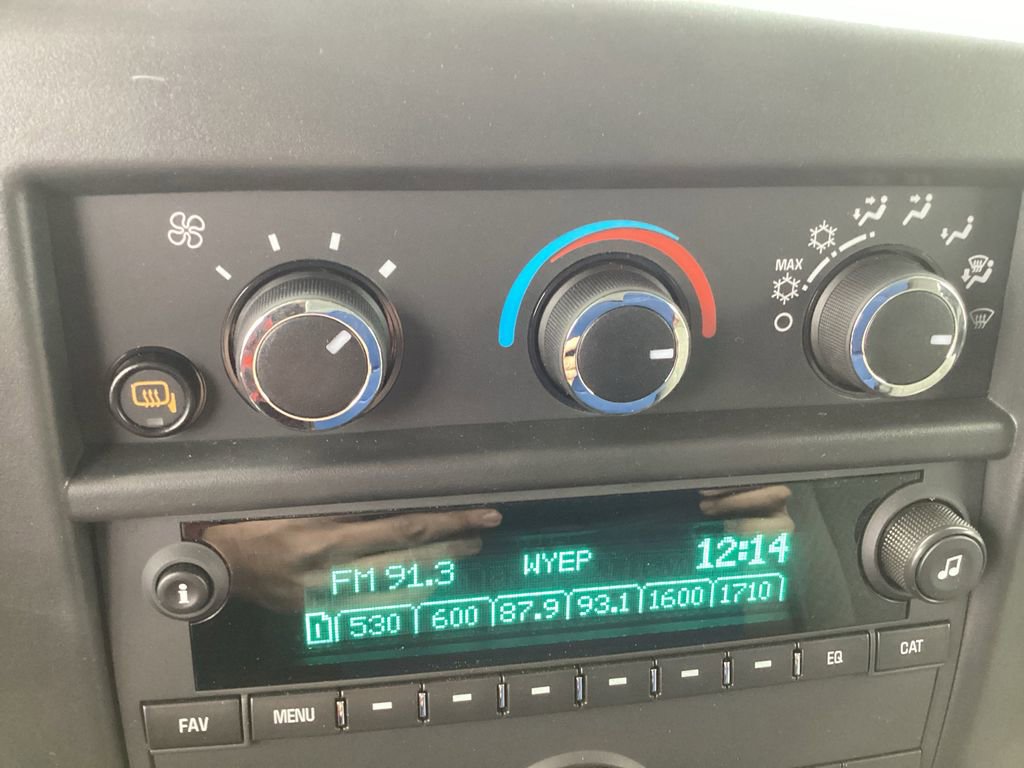 MAX
FM 91.3 WYEP 12:14
1 530 600 87.9 93.1 1600 1710
i
FAV MENU EQ CAT